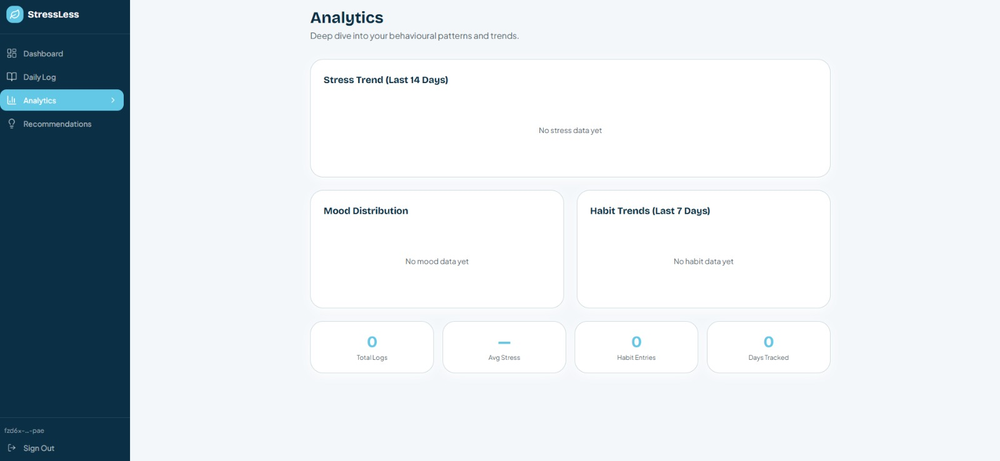 StressLess
Dashboard
Daily Log
Analytics
Recommendations
fzd6x-...-pae
Sign Out
Analytics
Deep dive into your behavioural patterns and trends.
Stress Trend (Last 14 Days)
No stress data yet
Mood Distribution
No mood data yet
Habit Trends (Last 7 Days)
No habit data yet
0
Total Logs
—
Avg Stress
0
Habit Entries
0
Days Tracked